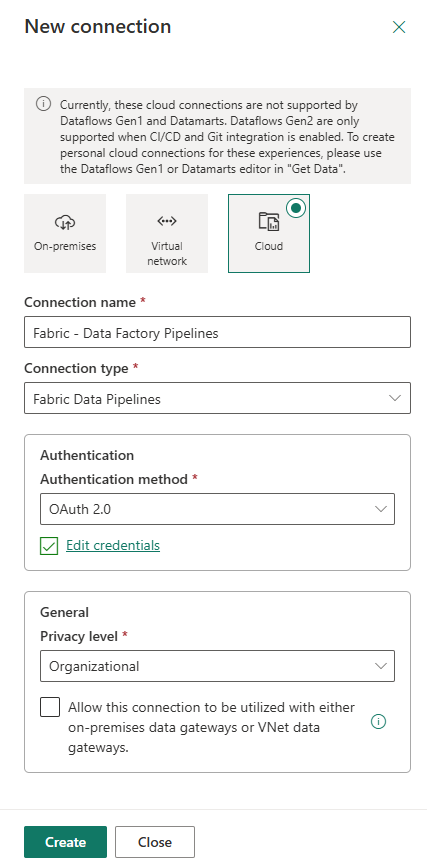 New connection
Currently, these cloud connections are not supported by
Dataflows Gen1 and Datamarts. Dataflows Gen2 are only
supported when CI/CD and Git integration is enabled. To create
personal cloud connections for these experiences, please use
the Dataflows Gen1 or Datamarts editor in "Get Data".
On-premises
Virtual
network
Cloud
Connection name *
Fabric - Data Factory Pipelines
Connection type *
Fabric Data Pipelines
Authentication
Authentication method *
OAuth 2.0
Edit credentials
General
Privacy level *
Organizational
Allow this connection to be utilized with either
on-premises data gateways or VNet data
gateways.
Create
Close